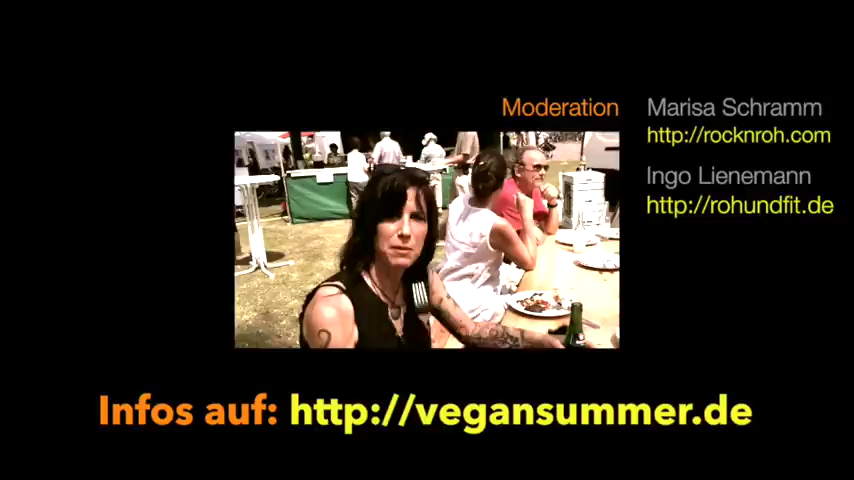 Moderation Marisa Schramm
http://rocknroh.com
Ingo Lienemann
http://rohundfit.de
Infos auf: http://vegansummer.de